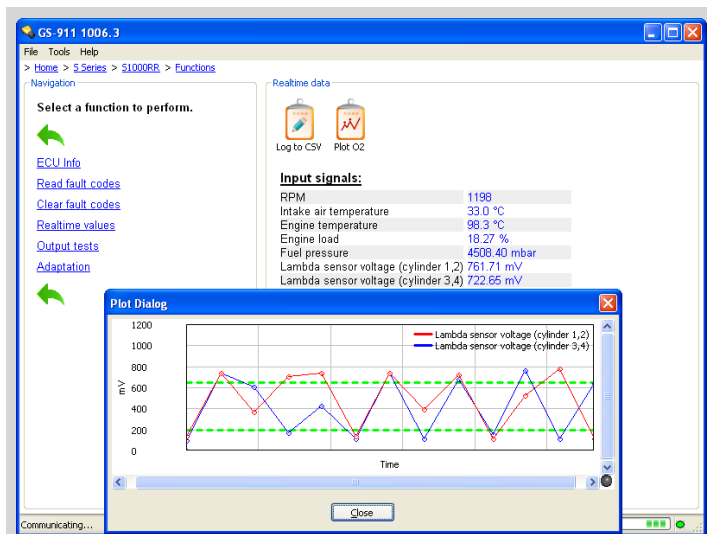 GS-911 1006.3
File Tools Help
> Home > S Series > S1000RR > Functions
Navigation
Select a function to perform.
ECU Info
Read fault codes
Clear fault codes
Realtime values
Output tests
Adaptation
Realtime data
Log to CSV Plot O2
Input signals:
RPM 1198
Intake air temperature 33.0 °C
Engine temperature 98.3 °C
Engine load 18.27 %
Fuel pressure 4508.40 mbar
Lambda sensor voltage (cylinder 1,2) 761.71 mV
Lambda sensor voltage (cylinder 3,4) 722.65 mV
Plot Dialog
1200
1000
800
600
400
200
0
mV
Lambda sensor voltage (cylinder 1,2)
Lambda sensor voltage (cylinder 3,4)
Time
Close
Communicating...